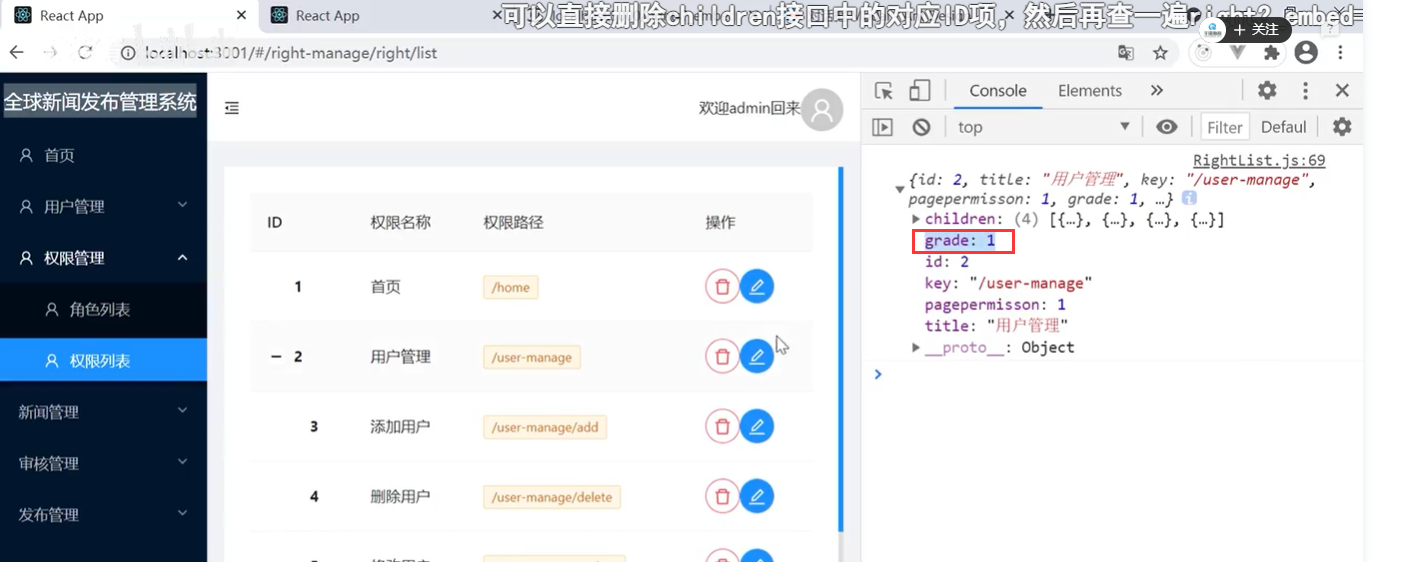 React App
React App
可以直接删除children接口中的对应ID项，然后再查一遍right?_embed=
+ 关注
localhost:3001/#/right-manage/right/list
全球新闻发布管理系统
首页
用户管理
权限管理
角色列表
权限列表
新闻管理
审核管理
发布管理
欢迎admin回来
ID 权限名称 权限路径 操作
1 首页 /home
2 用户管理 /user-manage
3 添加用户 /user-manage/add
4 删除用户 /user-manage/delete
Console Elements
top Filter Defaul
RightList.js:69
{id: 2, title: "用户管理", key: "/user-manage",
pagepermisson: 1, grade: 1, …}
children: (4) [{…}, {…}, {…}, {…}]
grade: 1
id: 2
key: "/user-manage"
pagepermisson: 1
title: "用户管理"
__proto__: Object